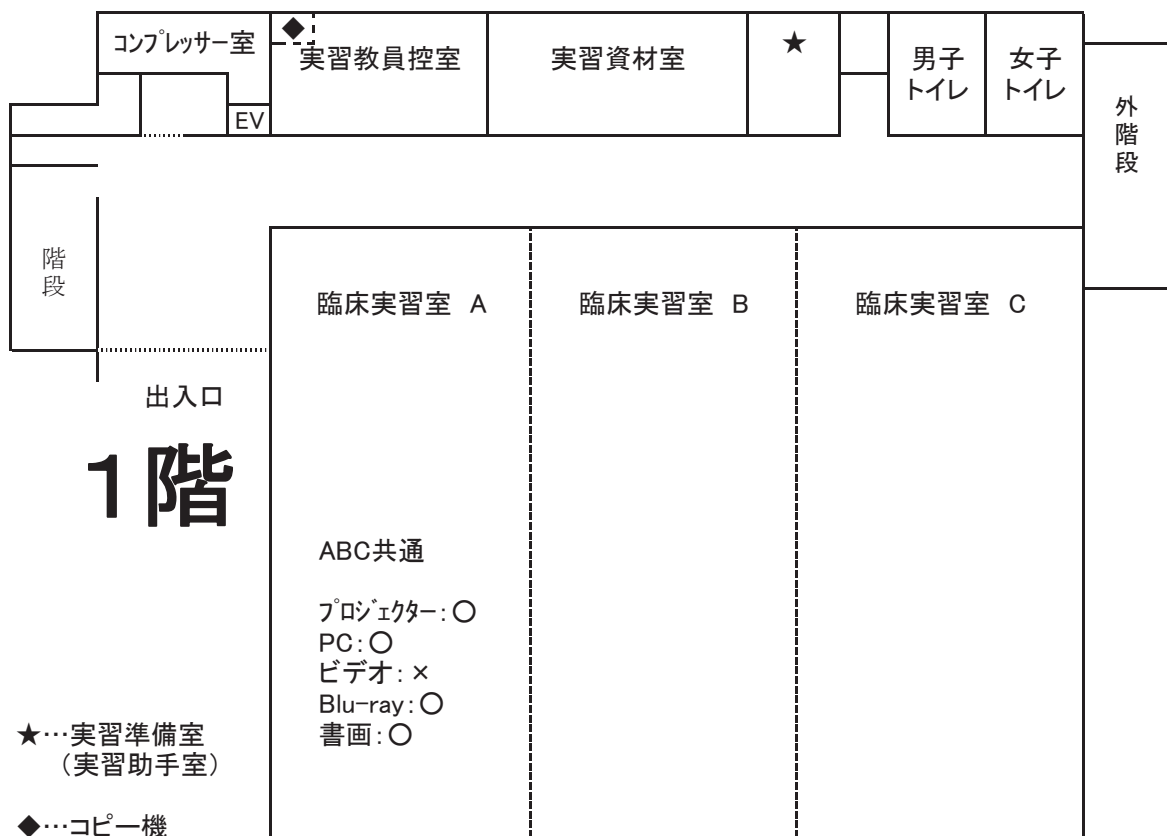 コンプレッサー室
◆
実習教員控室
実習資材室
★
男子
トイレ
女子
トイレ
EV
外階段
階段
臨床実習室 A
臨床実習室 B
臨床実習室 C
出入口
1階
ABC共通
プロジェクター:○
PC:○
ビデオ:×
Blu-ray:○
書画:○
★…実習準備室
(実習助手室)
◆…コピー機